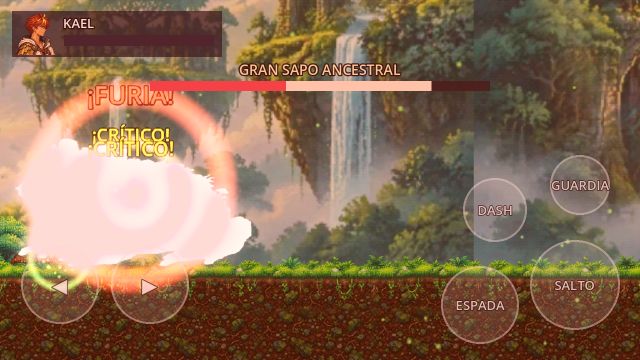 KAEL
GRAN SAPO ANCESTRAL
¡FURIA!
¡CRÍTICO!
¡CRÍTICO!
GUARDIA
DASH
SALTO
ESPADA